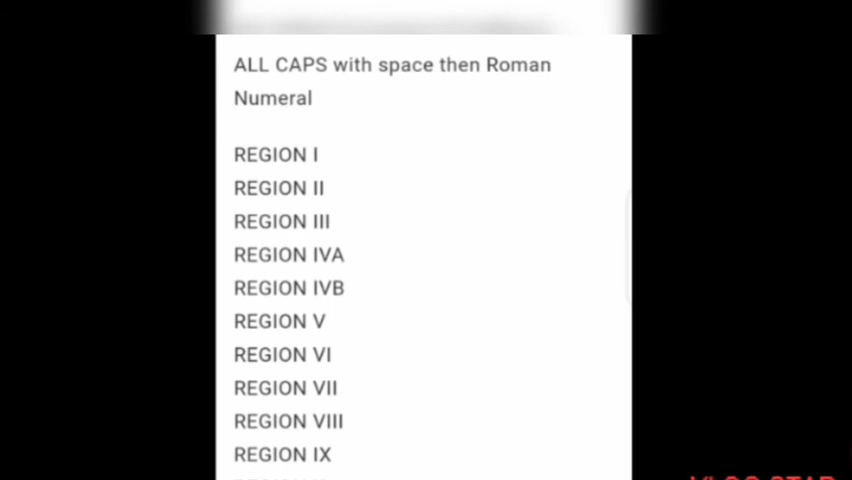 ALL CAPS with space then Roman
Numeral
REGION I
REGION II
REGION III
REGION IVA
REGION IVB
REGION V
REGION VI
REGION VII
REGION VIII
REGION IX